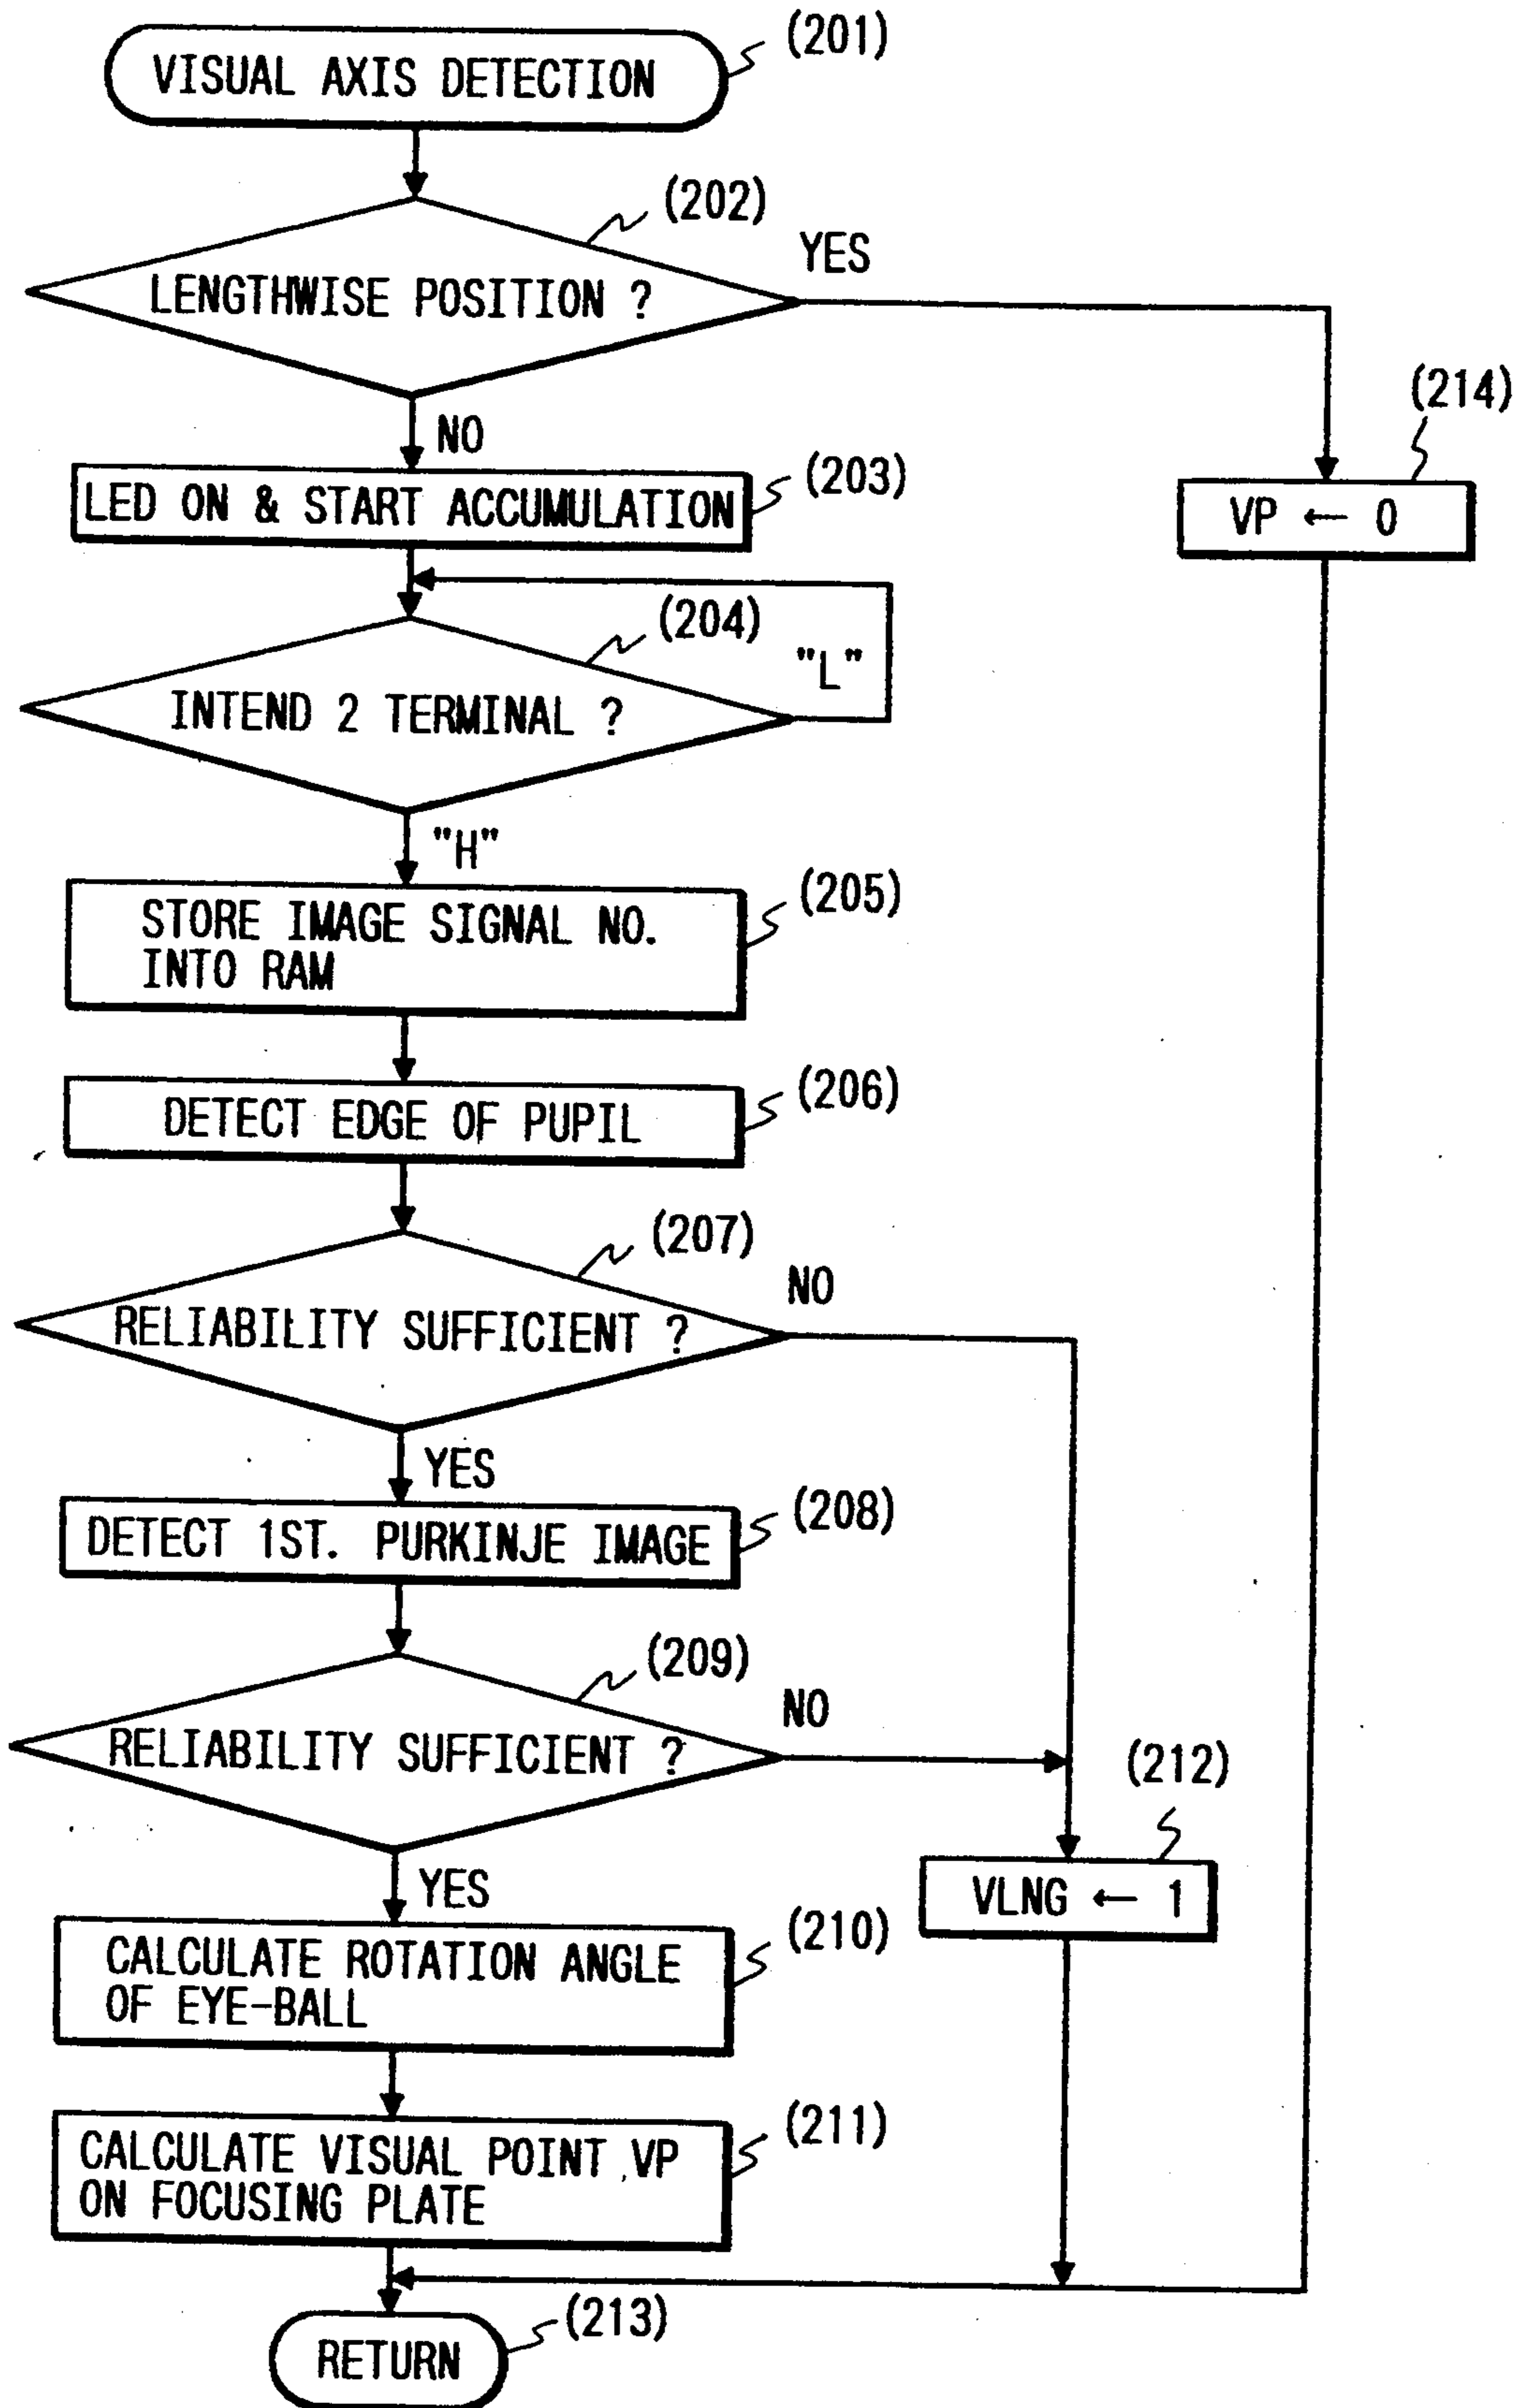 (201)
VISUAL AXIS DETECTION
(202)
YES
LENGTHWISE POSITION ?
(214)
NO
(203)
LED ON & START ACCUMULATION
VP ← 0
(204)
"L"
INTEND 2 TERMINAL ?
"H"
(205)
STORE IMAGE SIGNAL NO.
INTO RAM
(206)
DETECT EDGE OF PUPIL
(207)
NO
RELIABILITY SUFFICIENT ?
YES
(208)
DETECT 1ST. PURKINJE IMAGE
(209)
NO
RELIABILITY SUFFICIENT ?
(212)
YES
VLNG ← 1
(210)
CALCULATE ROTATION ANGLE
OF EYE-BALL
(211)
CALCULATE VISUAL POINT VP
ON FOCUSING PLATE
(213)
RETURN